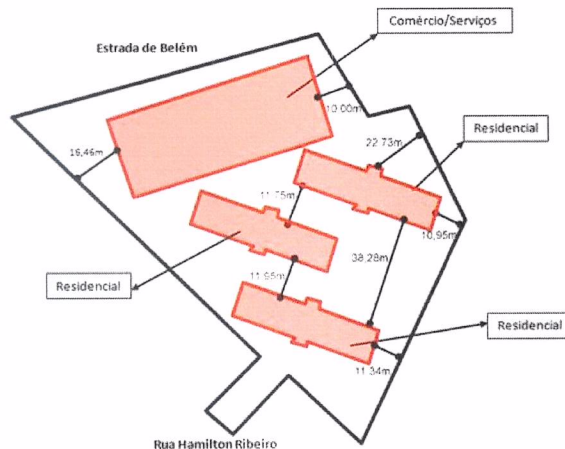 Comércio/Serviços
Estrada de Belém
10,00m
22,73m
Residencial
16,46m
11,75m
10,95m
38,28m
11,95m
Residencial
Residencial
11,34m
Rua Hamilton Ribeiro